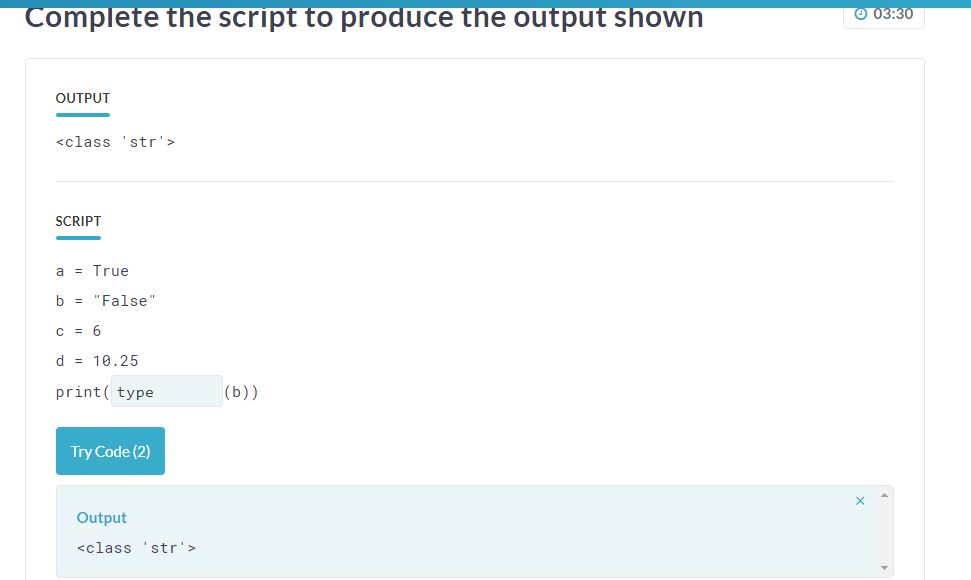 Complete the script to produce the output shown
03:30
OUTPUT
<class 'str'>
SCRIPT
a = True
b = "False"
c = 6
d = 10.25
print( type (b))
Try Code (2)
×
Output
<class 'str'>